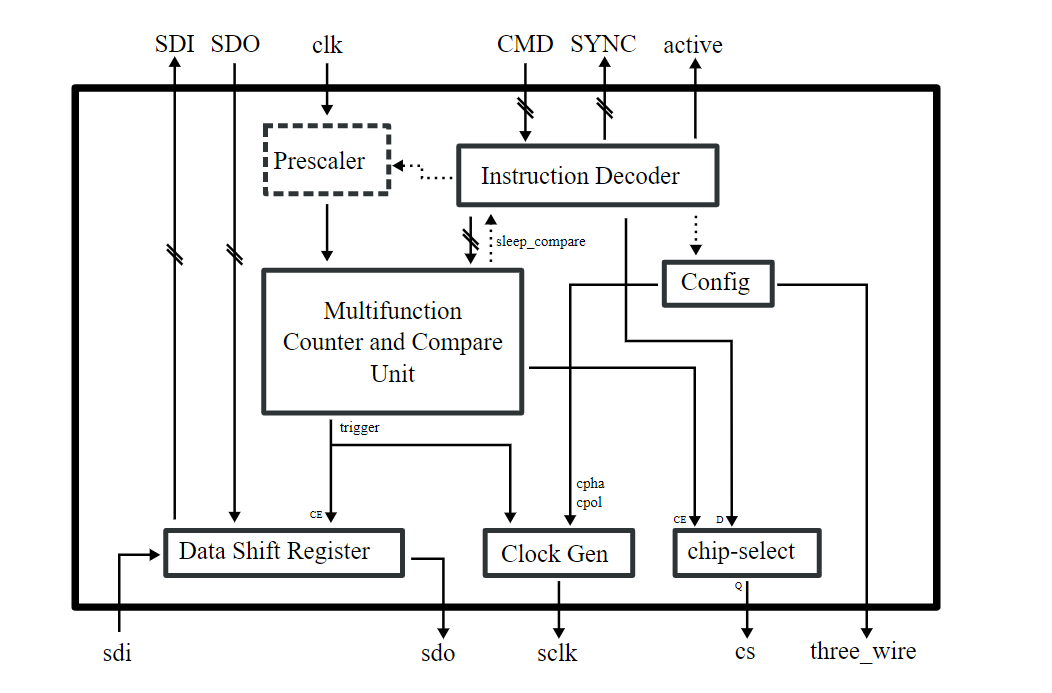 SDI SDO clk CMD SYNC active
Prescaler
Instruction Decoder
sleep_compare
Config
Multifunction
Counter and Compare
Unit
trigger
cpha
cpol
CE
CE
D
Data Shift Register
Clock Gen
chip-select
Q
sdi sdo sclk cs three_wire